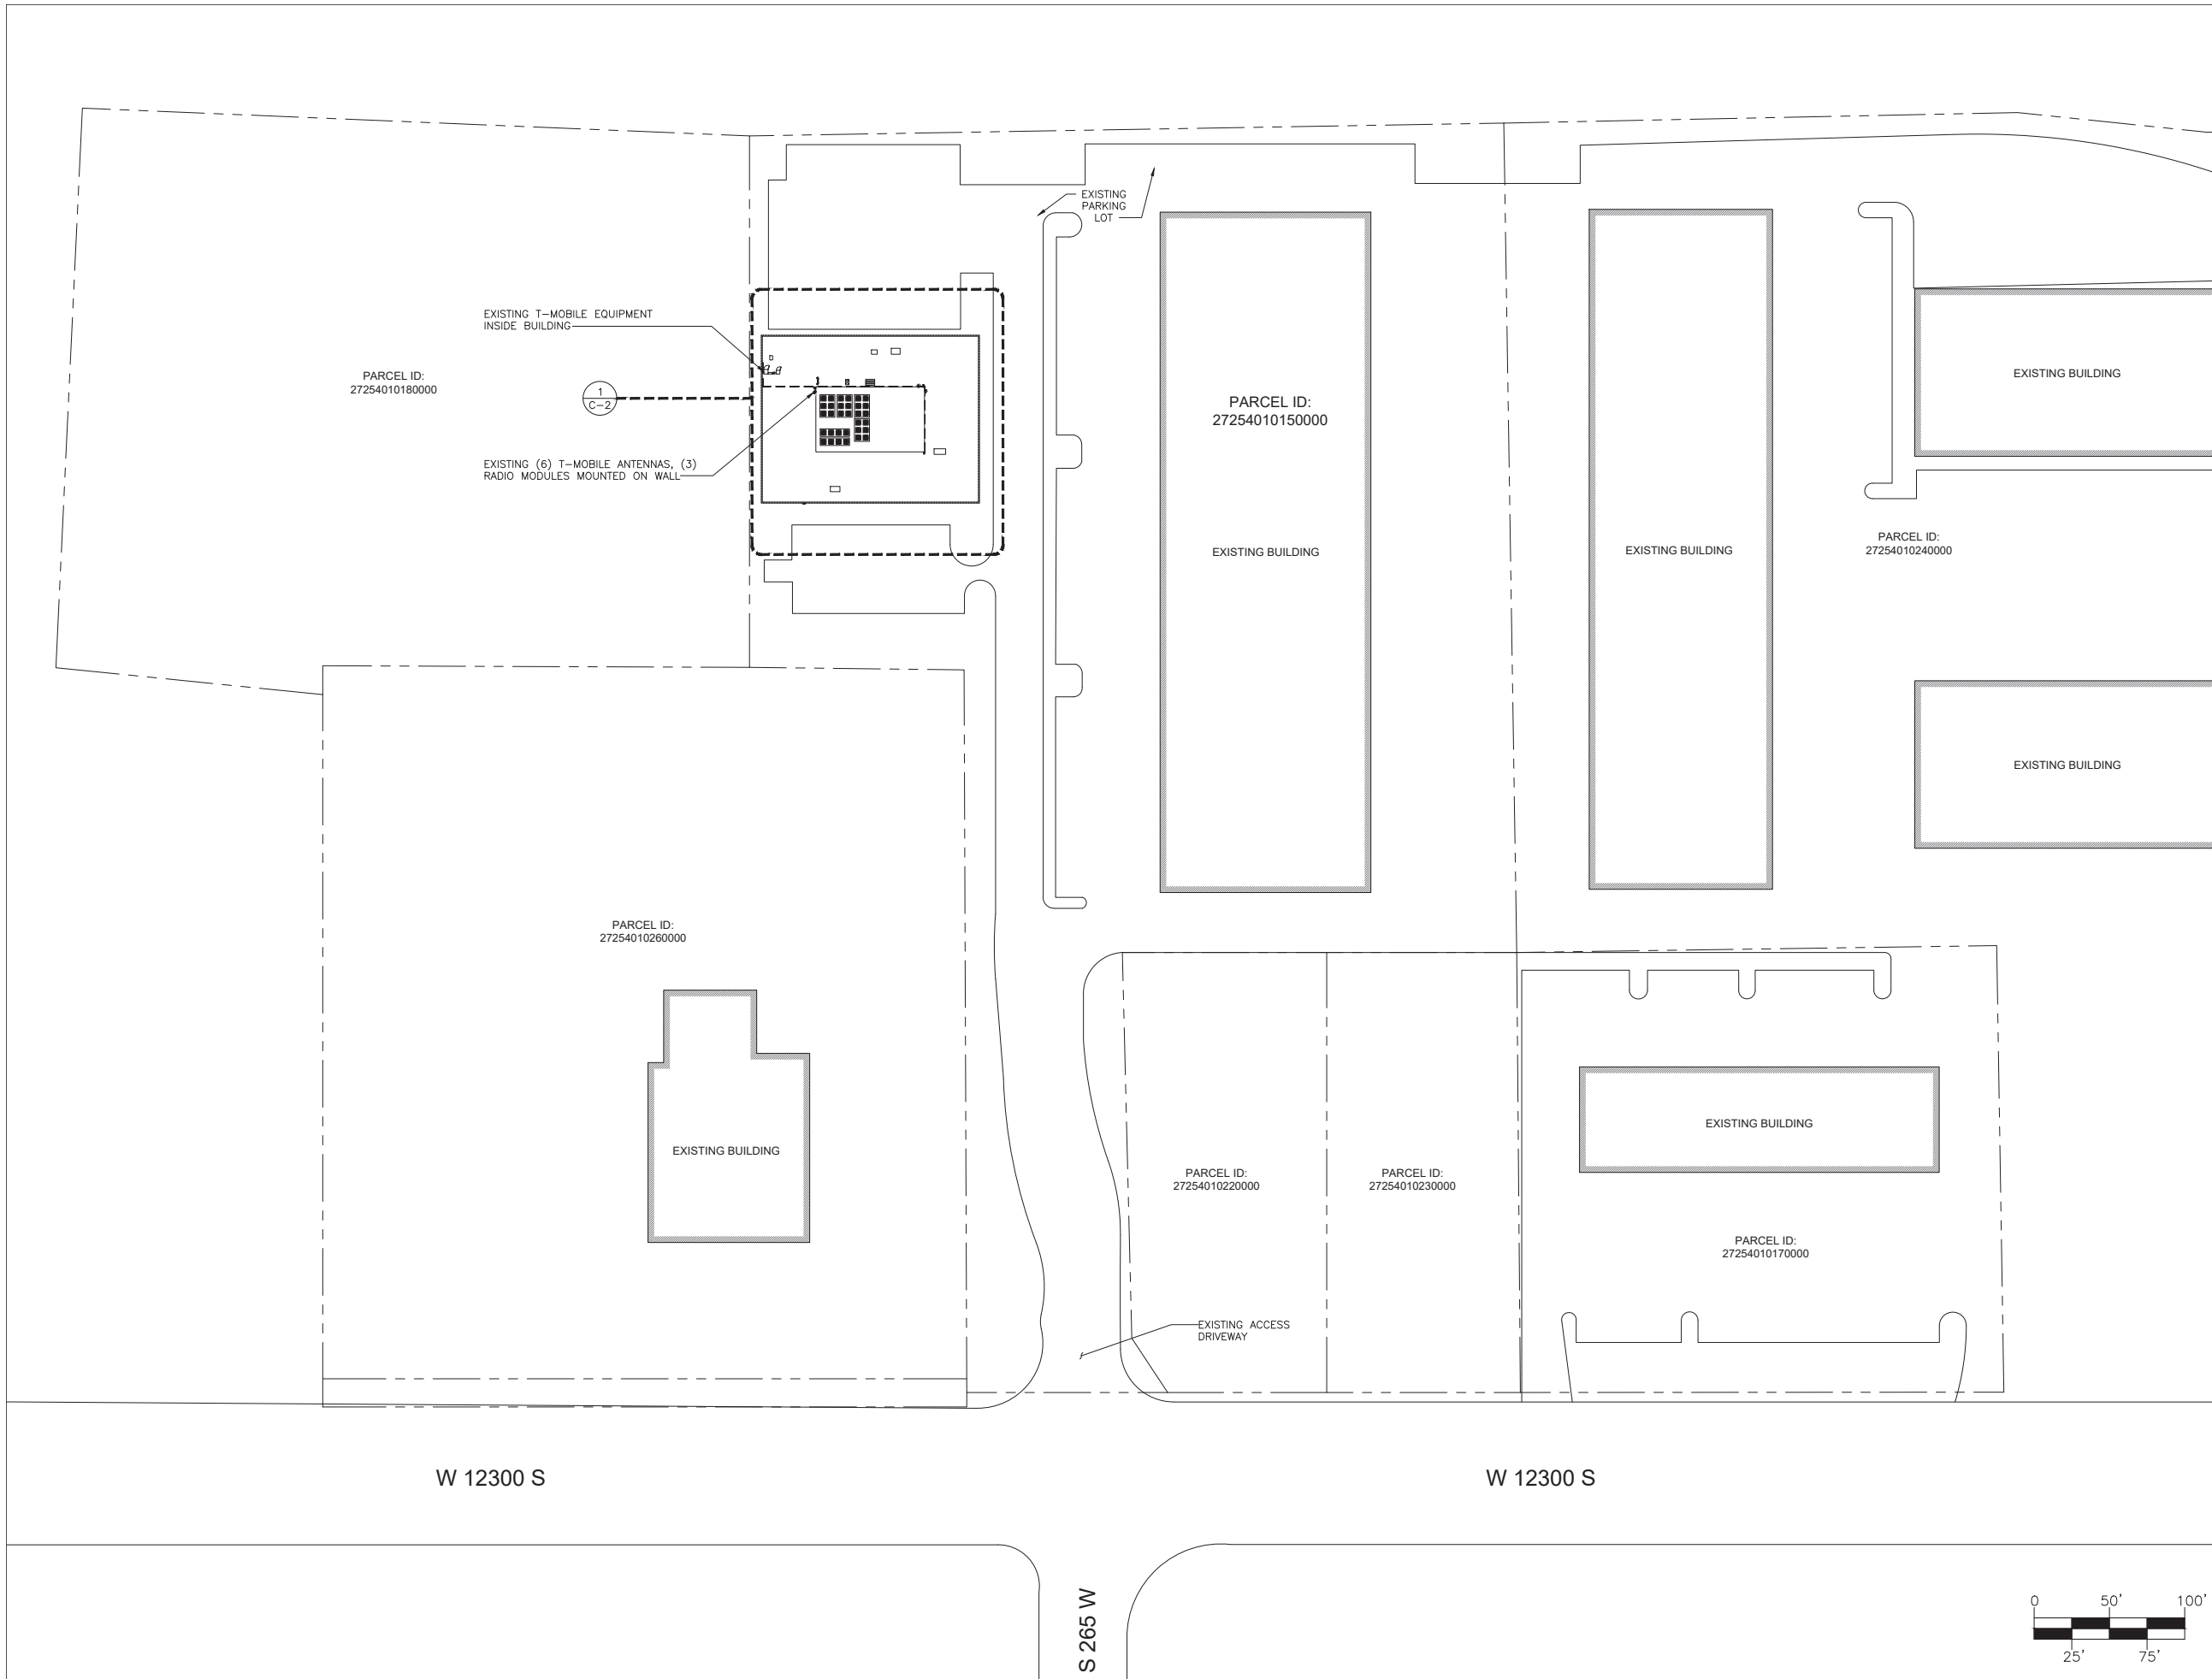 EXISTING
PARKING
LOT
EXISTING T-MOBILE EQUIPMENT
INSIDE BUILDING
PARCEL ID:
27254010180000
1
C-2
EXISTING (6) T-MOBILE ANTENNAS, (3)
RADIO MODULES MOUNTED ON WALL
PARCEL ID:
27254010150000
EXISTING BUILDING
EXISTING BUILDING
EXISTING BUILDING
PARCEL ID:
27254010240000
EXISTING BUILDING
PARCEL ID:
27254010260000
EXISTING BUILDING
PARCEL ID:
27254010220000
PARCEL ID:
27254010230000
EXISTING BUILDING
PARCEL ID:
27254010170000
EXISTING ACCESS
DRIVEWAY
W 12300 S
W 12300 S
S 265 W
0 50' 100'
25' 75'